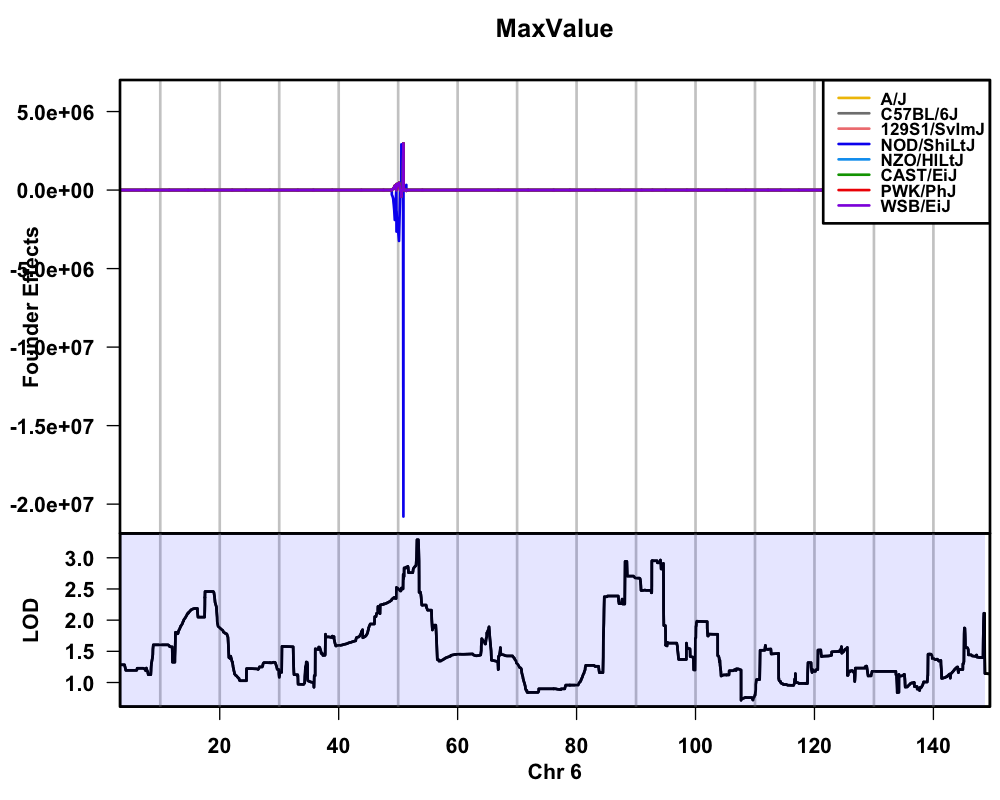 MaxValue
5.0e+06
0.0e+00
-5.0e+06
-1.0e+07
-1.5e+07
-2.0e+07
Founder Effects
A/J
C57BL/6J
129S1/SvImJ
NOD/ShiLtJ
NZO/HlLtJ
CAST/EiJ
PWK/PhJ
WSB/EiJ
3.0
2.5
2.0
1.5
1.0
LOD
20 40 60 80 100 120 140
Chr 6